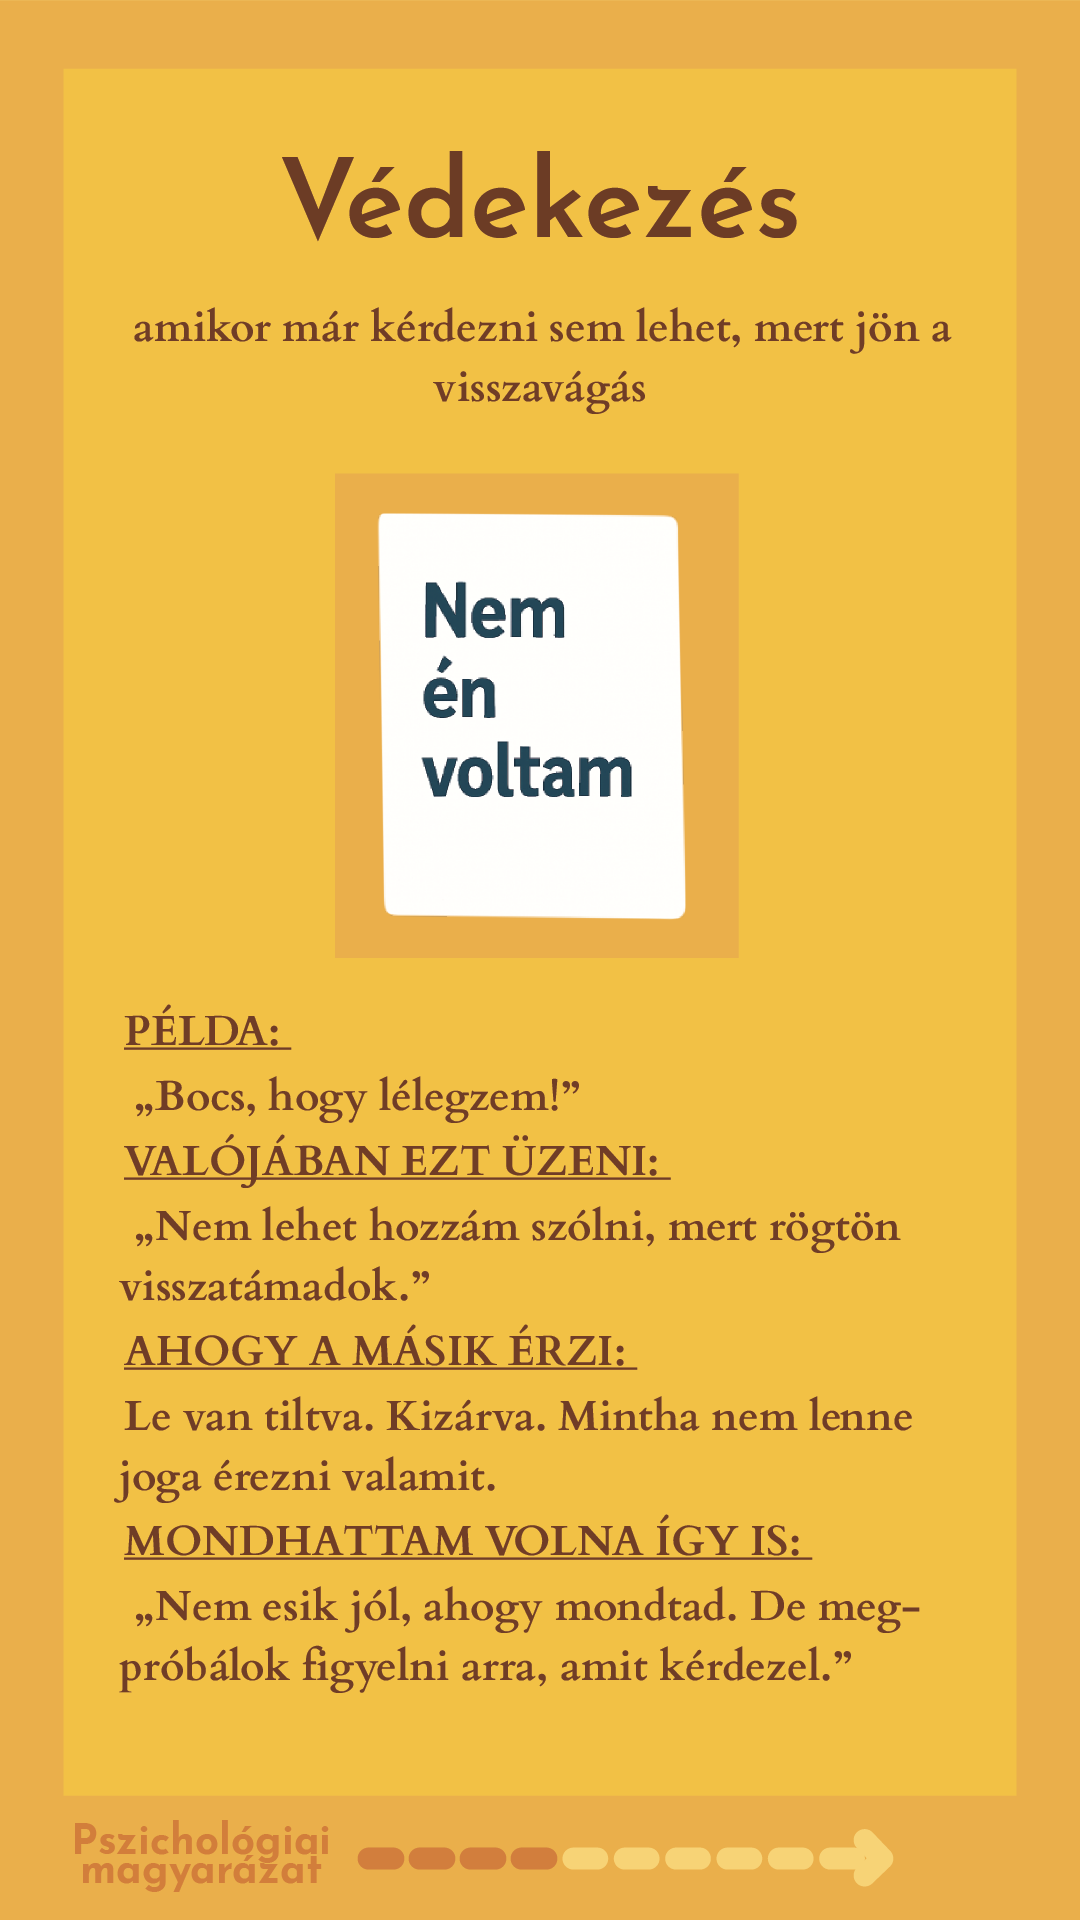 Védekezés
amikor már kérdezni sem lehet, mert jön a
visszavágás
Nem
én
voltam
PÉLDA:
„Bocs, hogy lélegzem!”
VALÓJÁBAN EZT ÜZENI:
„Nem lehet hozzám szólni, mert rögtön
visszatámadok.”
AHOGY A MÁSIK ÉRZI:
Le van tiltva. Kizárva. Mintha nem lenne
joga érezni valamit.
MONDHATTAM VOLNA ÍGY IS:
„Nem esik jól, ahogy mondtad. De meg-
próbálok figyelni arra, amit kérdezel.”
Pszichológiai
magyarázat